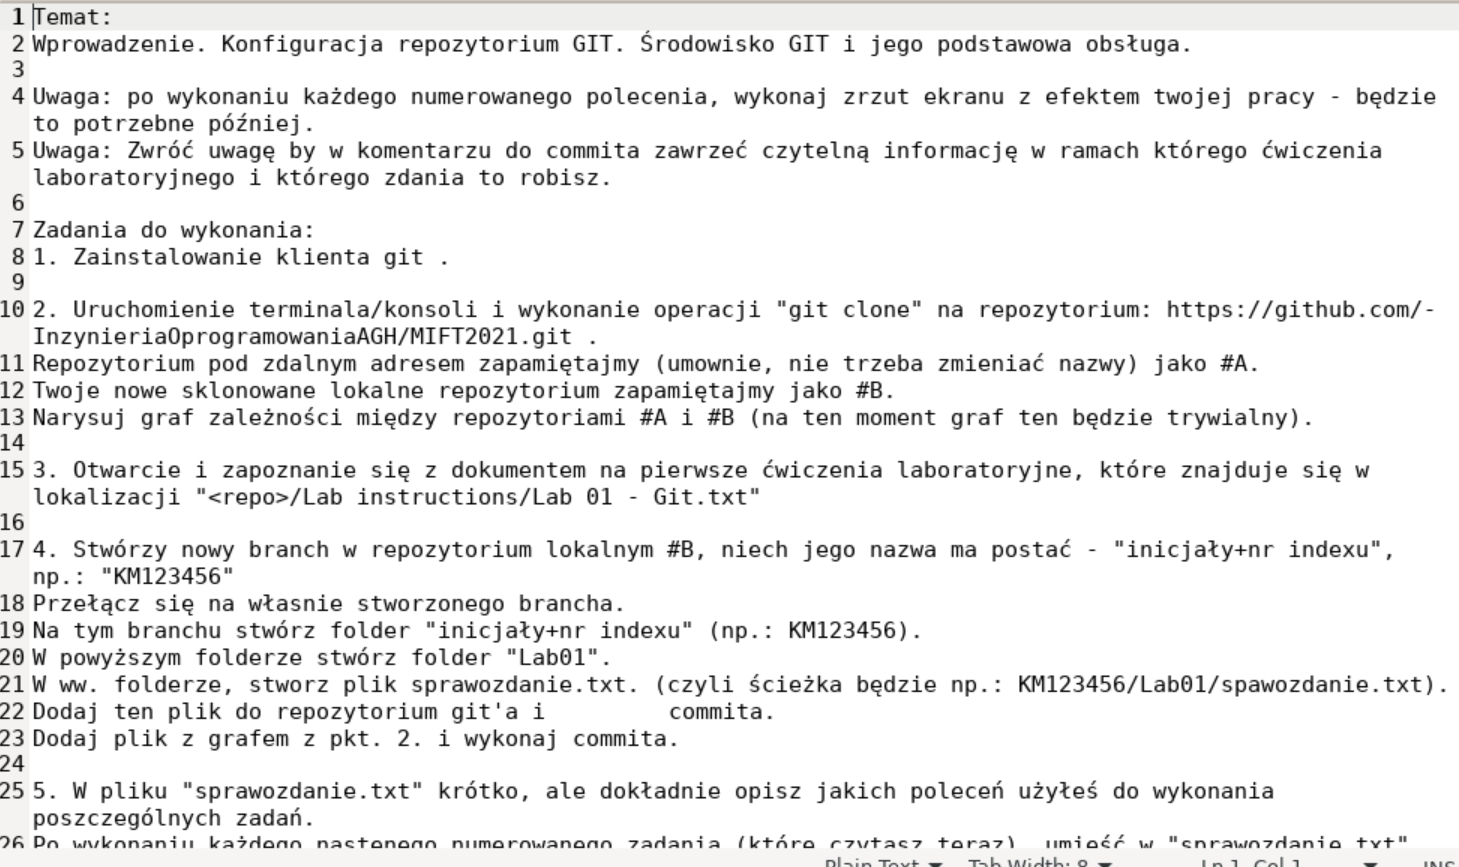 1 Temat:
2 Wprowadzenie. Konfiguracja repozytorium GIT. Środowisko GIT i jego podstawowa obsługa.
3
4 Uwaga: po wykonaniu każdego numerowanego polecenia, wykonaj zrzut ekranu z efektem twojej pracy - będzie
to potrzebne później.
5 Uwaga: Zwróć uwagę by w komentarzu do commita zawrzeć czytelną informację w ramach którego ćwiczenia
laboratoryjnego i którego zdania to robisz.
6
7 Zadania do wykonania:
8 1. Zainstalowanie klienta git .
9
10 2. Uruchomienie terminala/konsoli i wykonanie operacji "git clone" na repozytorium: https://github.com/-
InzynieriaOprogramowaniaAGH/MIFT2021.git .
11 Repozytorium pod zdalnym adresem zapamiętajmy (umownie, nie trzeba zmieniać nazwy) jako #A.
12 Twoje nowe sklonowane lokalne repozytorium zapamiętajmy jako #B.
13 Narysuj graf zależności między repozytoriami #A i #B (na ten moment graf ten będzie trywialny).
14
15 3. Otwarcie i zapoznanie się z dokumentem na pierwsze ćwiczenia laboratoryjne, które znajduje się w
lokalizacji "<repo>/Lab instructions/Lab 01 - Git.txt"
16
17 4. Stwórzy nowy branch w repozytorium lokalnym #B, niech jego nazwa ma postać - "inicjały+nr indexu",
np.: "KM123456"
18 Przełącz się na własnie stworzonego brancha.
19 Na tym branchu stwórz folder "inicjały+nr indexu" (np.: KM123456).
20 W powyższym folderze stwórz folder "Lab01".
21 W ww. folderze, stworz plik sprawozdanie.txt. (czyli ścieżka będzie np.: KM123456/Lab01/spawozdanie.txt).
22 Dodaj ten plik do repozytorium git'a i commita.
23 Dodaj plik z grafem z pkt. 2. i wykonaj commita.
24
25 5. W pliku "sprawozdanie.txt" krótko, ale dokładnie opisz jakich poleceń użyłeś do wykonania
poszczególnych zadań.
26 Po wykonaniu każdego nastenego numerowanego zadania (które czytasz teraz), umieść w "sprawozdanie.txt"
Plain Text Tab Width: 8 Ln 1, Col 1 INS